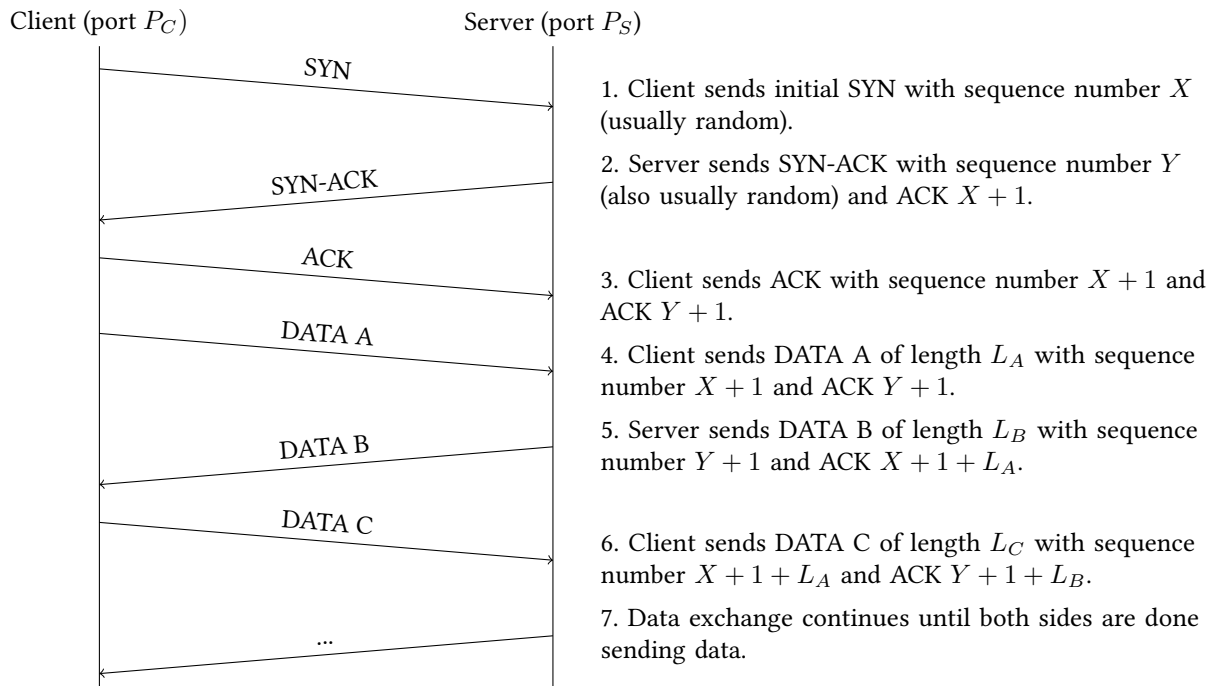 Client (port P_C)
Server (port P_S)
SYN
1. Client sends initial SYN with sequence number X
(usually random).
SYN-ACK
2. Server sends SYN-ACK with sequence number Y
(also usually random) and ACK X + 1.
ACK
3. Client sends ACK with sequence number X + 1 and
ACK Y + 1.
DATA A
4. Client sends DATA A of length L_A with sequence
number X + 1 and ACK Y + 1.
DATA B
5. Server sends DATA B of length L_B with sequence
number Y + 1 and ACK X + 1 + L_A.
DATA C
6. Client sends DATA C of length L_C with sequence
number X + 1 + L_A and ACK Y + 1 + L_B.
...
7. Data exchange continues until both sides are done
sending data.